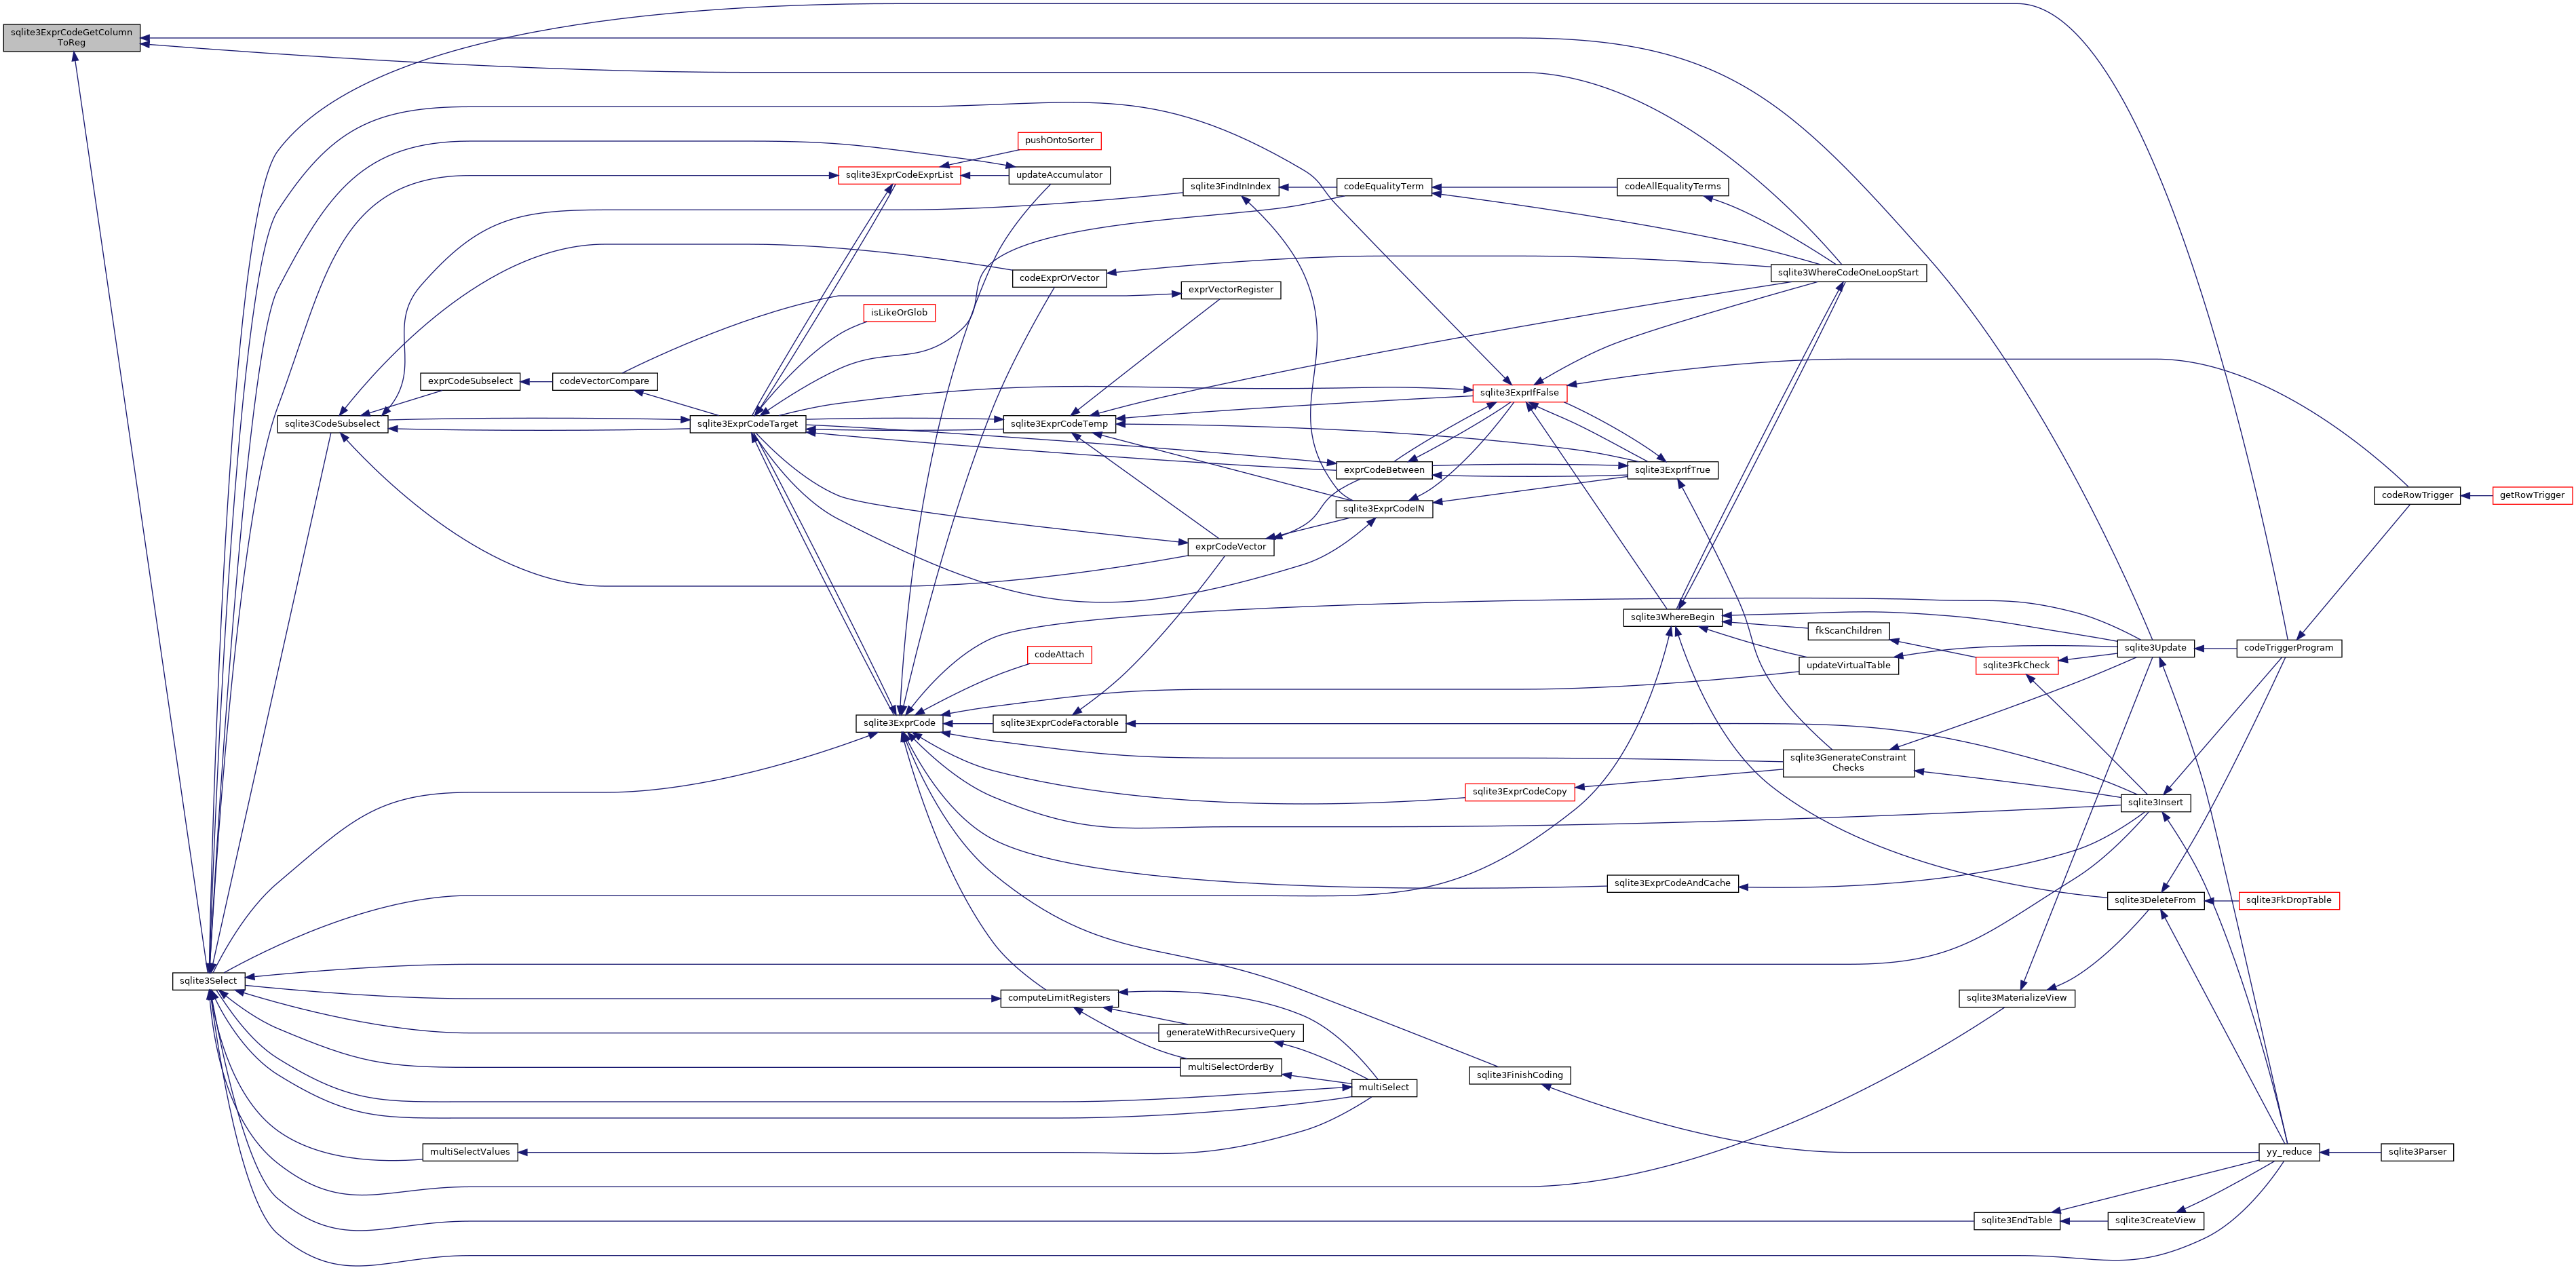 sqlite3ExprCodeGetColumn
ToReg
pushOntoSorter
sqlite3ExprCodeExprList
updateAccumulator
sqlite3FindInIndex
codeEqualityTerm
codeAllEqualityTerms
codeExprOrVector
sqlite3WhereCodeOneLoopStart
exprVectorRegister
isLikeOrGlob
exprCodeSubselect
codeVectorCompare
sqlite3ExprIfFalse
sqlite3CodeSubselect
sqlite3ExprCodeTarget
sqlite3ExprCodeTemp
exprCodeBetween
sqlite3ExprIfTrue
codeRowTrigger
getRowTrigger
sqlite3ExprCodeIN
exprCodeVector
sqlite3WhereBegin
fkScanChildren
codeAttach
updateVirtualTable
sqlite3FkCheck
sqlite3Update
codeTriggerProgram
sqlite3ExprCode
sqlite3ExprCodeFactorable
sqlite3GenerateConstraint
Checks
sqlite3ExprCodeCopy
sqlite3Insert
sqlite3ExprCodeAndCache
sqlite3DeleteFrom
sqlite3FkDropTable
sqlite3Select
computeLimitRegisters
sqlite3MaterializeView
generateWithRecursiveQuery
multiSelectOrderBy
sqlite3FinishCoding
multiSelect
multiSelectValues
yy_reduce
sqlite3Parser
sqlite3EndTable
sqlite3CreateView